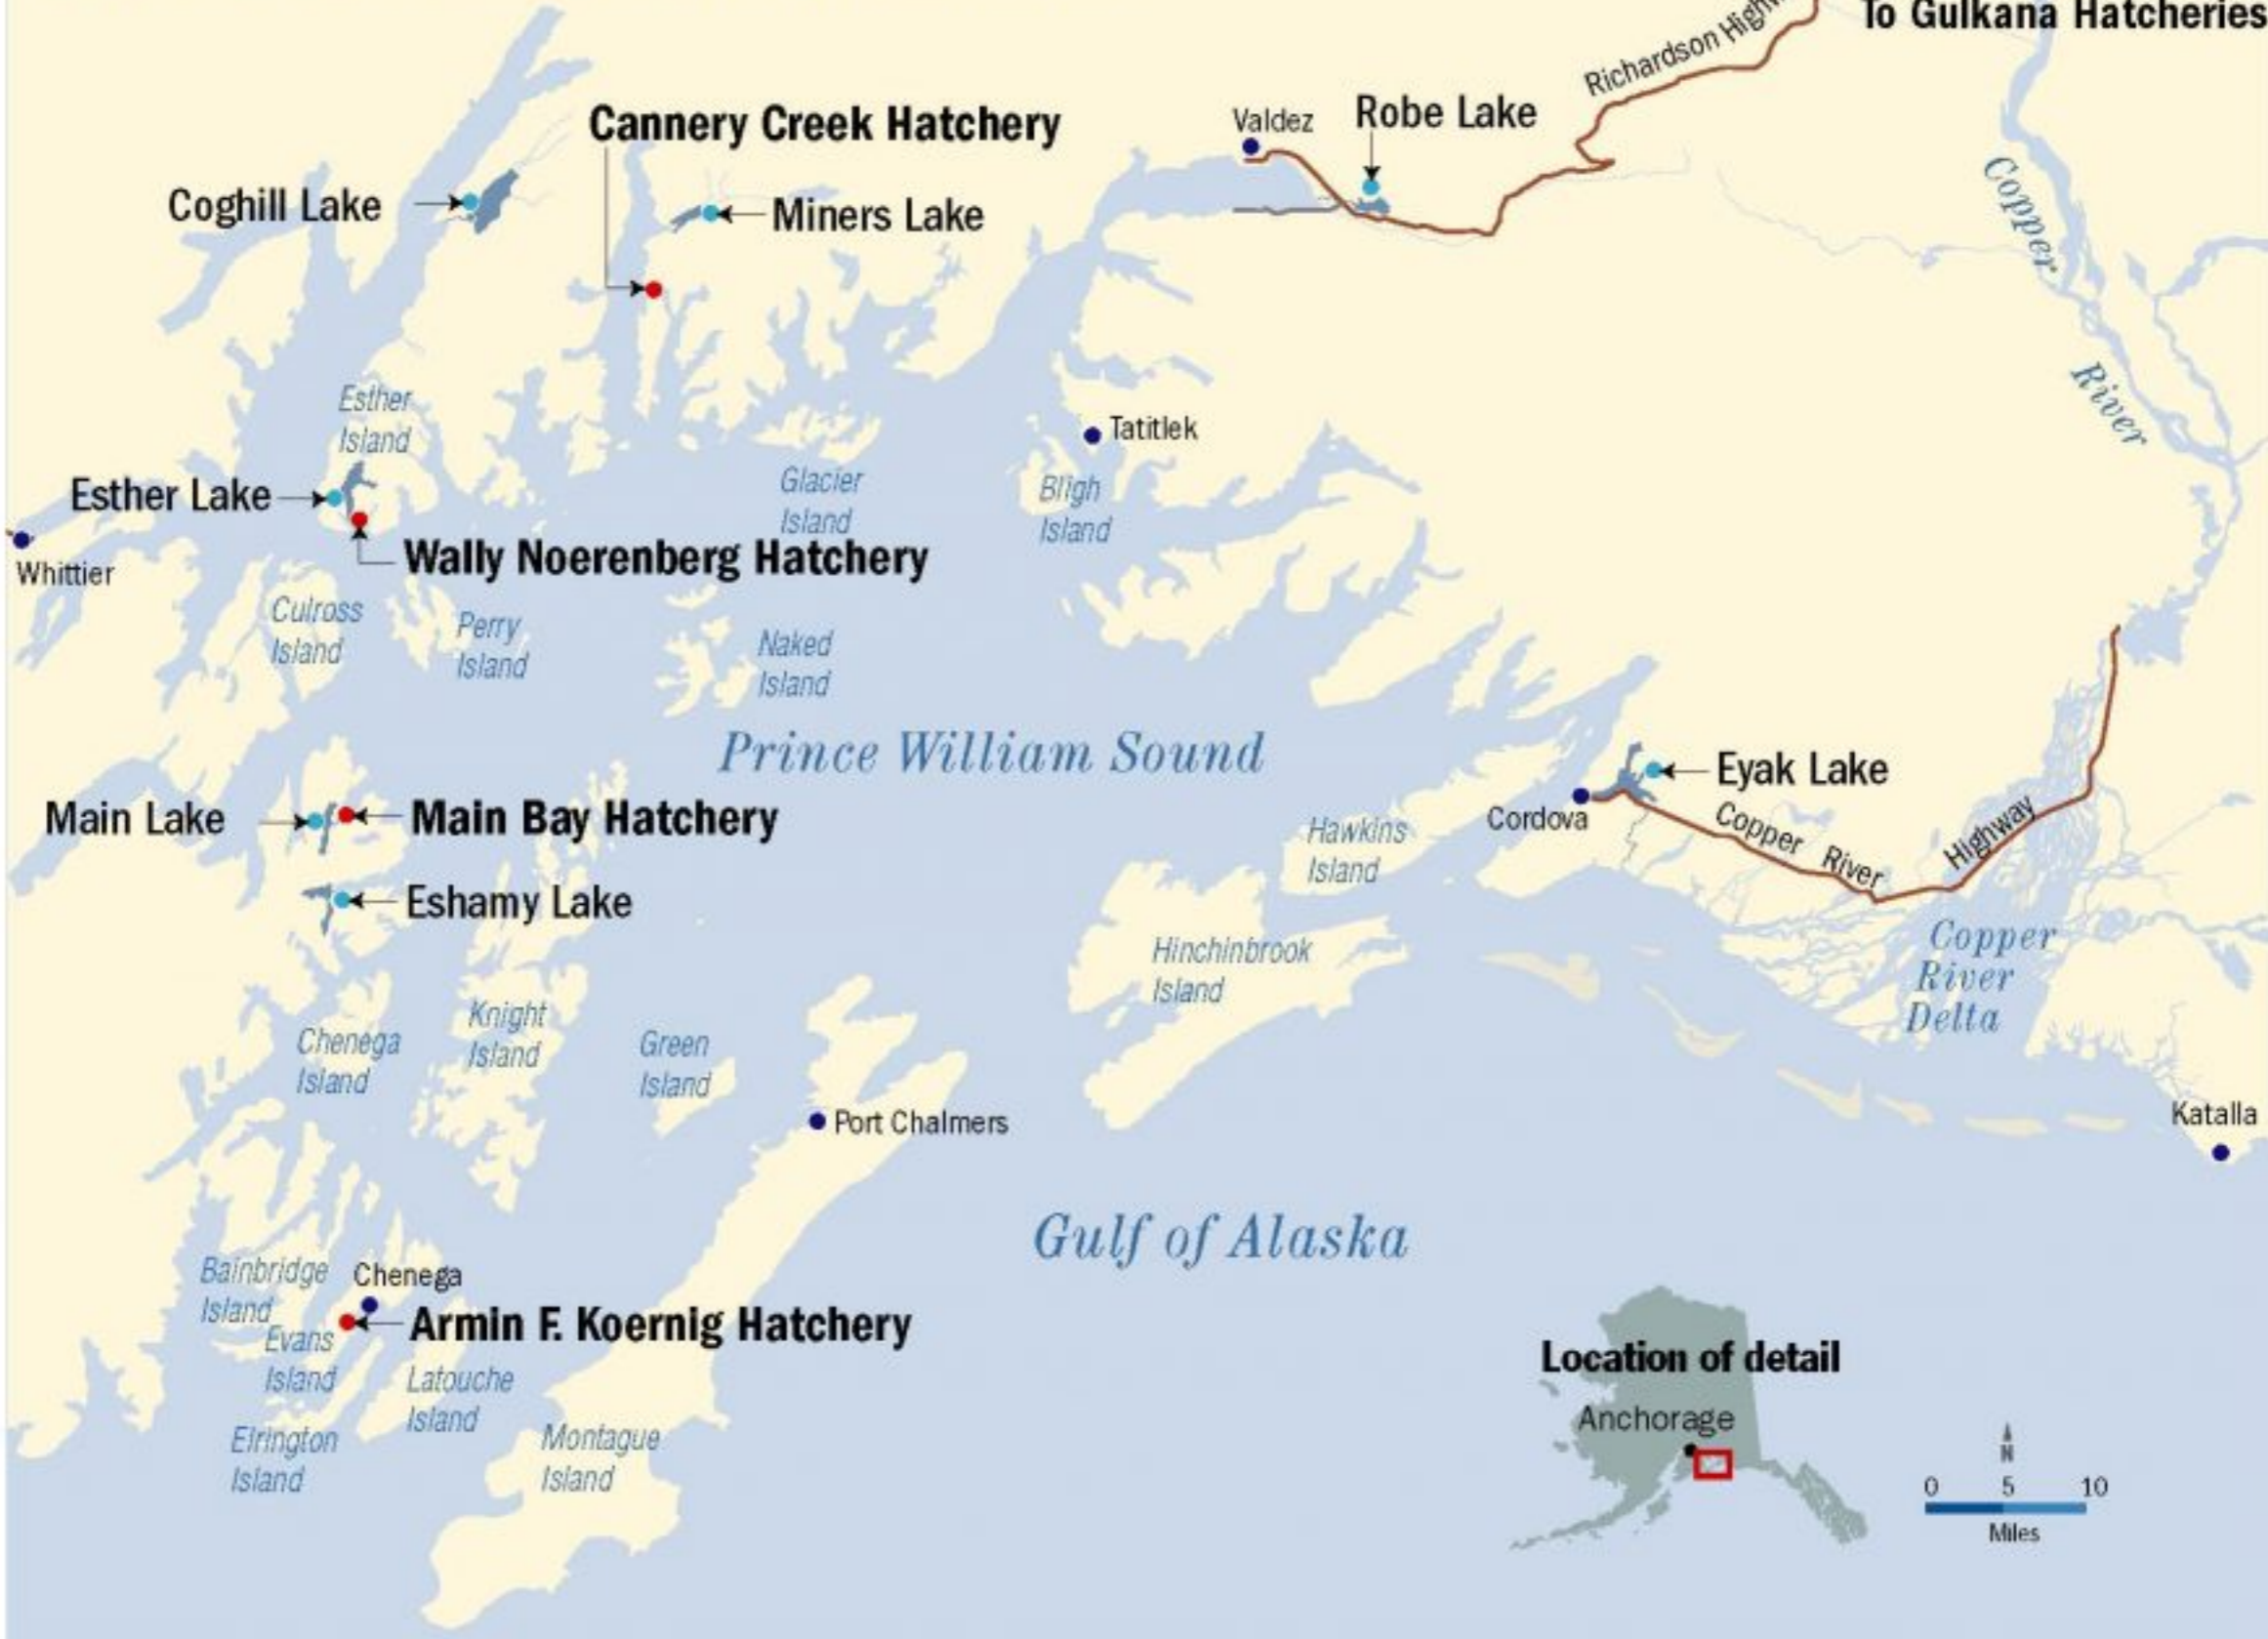 To Gulkana Hatcheries
Richardson
Cannery Creek Hatchery
Valdez
Robe Lake
Coghill Lake
Miners Lake
Copper
River
Esther
Island
Tatitlek
Glacier
Island
Bligh
Island
Esther Lake
Whittier
Wally Noerenberg Hatchery
Culross
Island
Perry
Island
Naked
Island
Prince William Sound
Eyak Lake
Cordova
Main Lake
Main Bay Hatchery
Copper River Highway
Hawkins
Island
Eshamy Lake
Hinchinbrook
Island
Copper
River
Delta
Knight
Island
Chenega
Island
Green
Island
Port Chalmers
Katalla
Gulf of Alaska
Bainbridge
Island
Chenega
Armin F. Koernig Hatchery
Evans
Island
Latouche
Island
Elrington
Island
Montague
Island
Location of detail
Anchorage
N
0 5 10
Miles